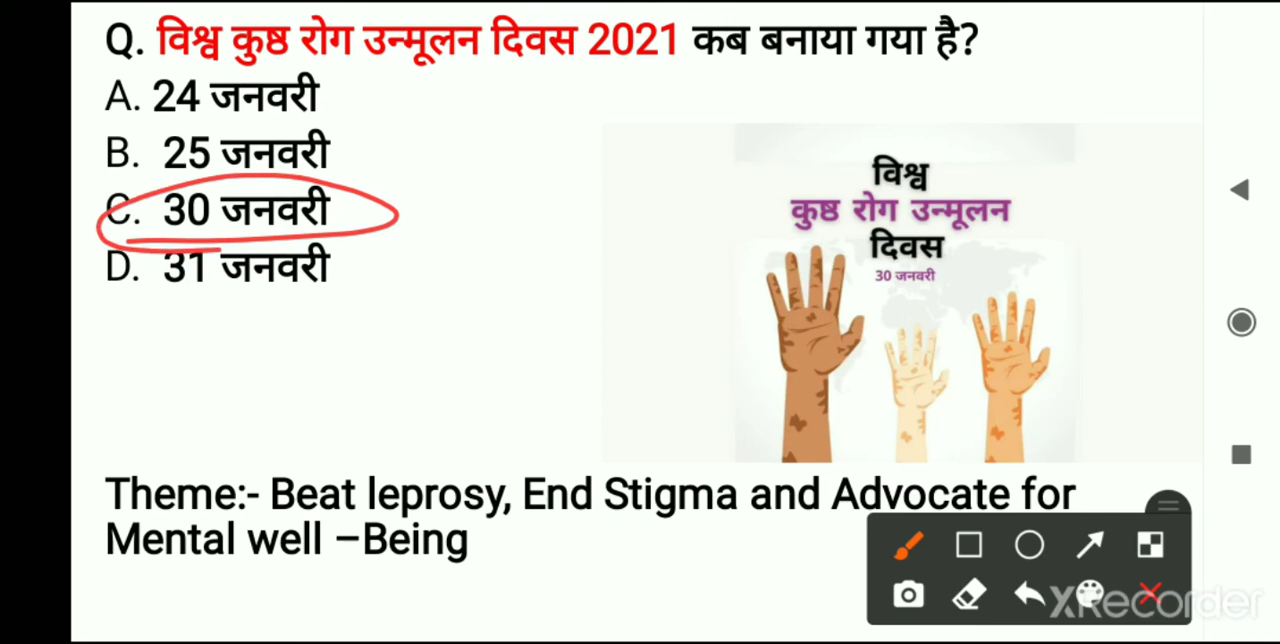 Q. विश्व कुष्ठ रोग उन्मूलन दिवस 2021 कब बनाया गया है?
A. 24 जनवरी
B. 25 जनवरी
C. 30 जनवरी
D. 31 जनवरी
विश्व
कुष्ठ रोग उन्मूलन
दिवस
30 जनवरी
Theme:- Beat leprosy, End Stigma and Advocate for
Mental well –Being
XRecorder